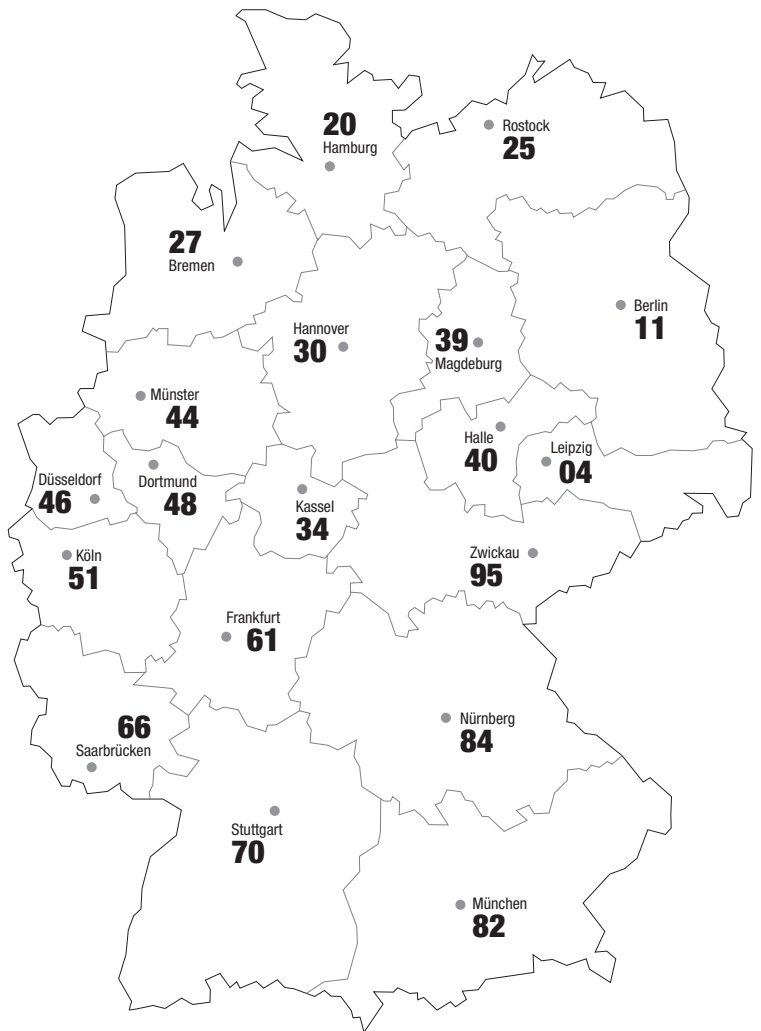 20
Hamburg
Rostock
25
27
Bremen
Hannover
30
39
Magdeburg
Berlin
11
Münster
44
Halle
40
Leipzig
04
Düsseldorf
46
Dortmund
48
Kassel
34
Köln
51
Zwickau
95
Frankfurt
61
66
Saarbrücken
Nürnberg
84
Stuttgart
70
München
82